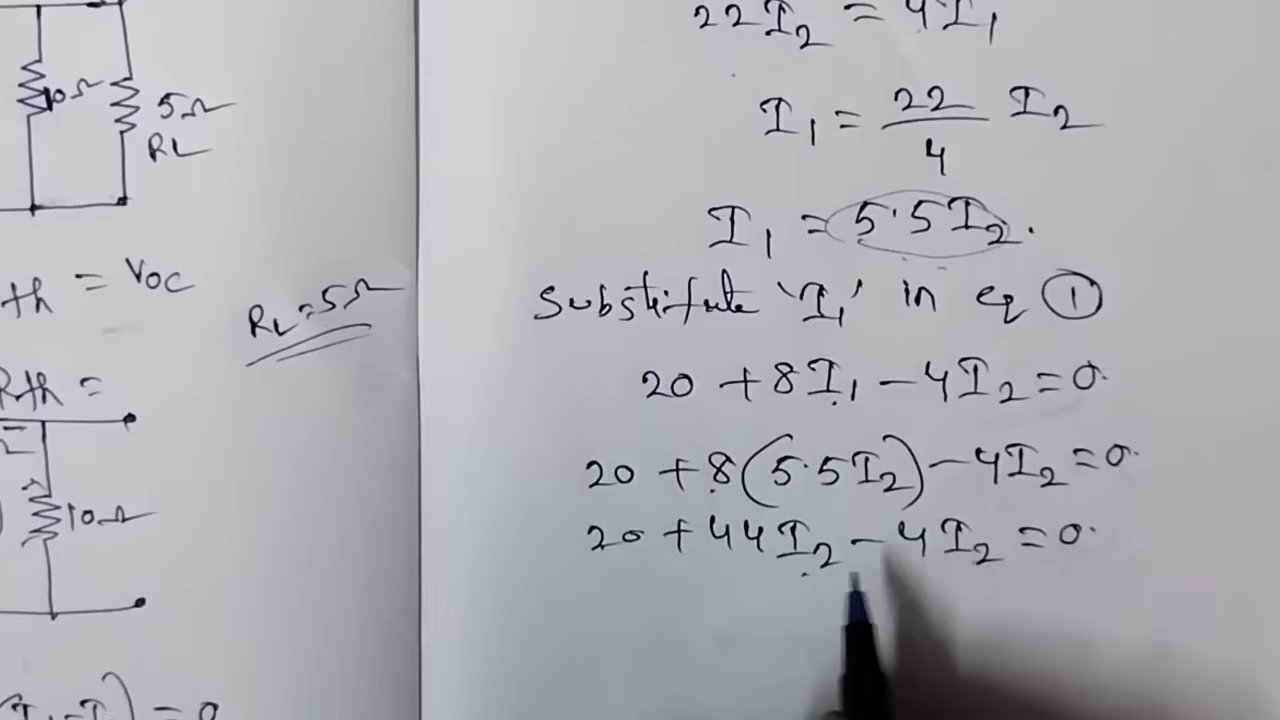 10Ω
5Ω
RL
th = Voc
RL = 5Ω
Rth =
10Ω
= 0
22I2 = 4I1
I1 = 22/4 I2
I1 = 5.5I2.
Substitute 'I1' in eq ①
20 + 8I1 - 4I2 = 0.
20 + 8(5.5I2) - 4I2 = 0.
20 + 44I2 - 4I2 = 0.